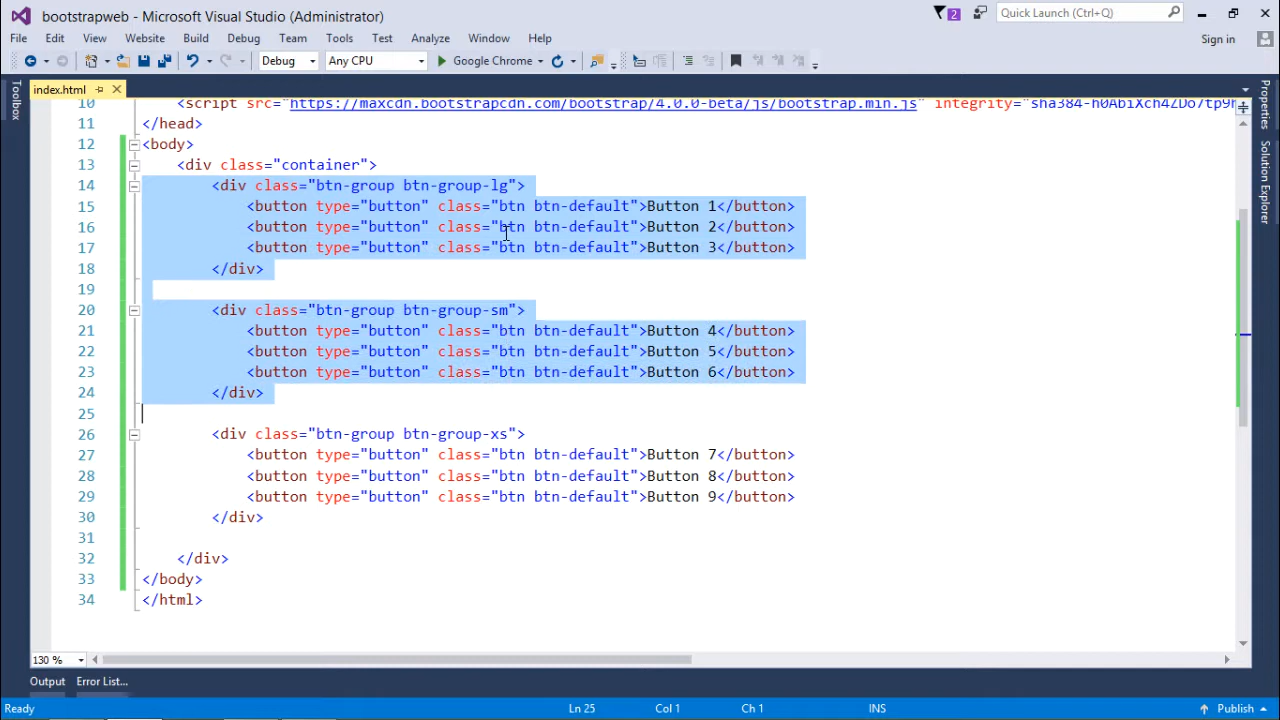 bootstrapweb - Microsoft Visual Studio (Administrator)
2
Quick Launch (Ctrl+Q)
File Edit View Website Build Debug Team Tools Test Analyze Window Help
Sign in
Debug
Any CPU
Google Chrome
Toolbox
index.html
Properties
Solution Explorer
10 <script src="https://maxcdn.bootstrapcdn.com/bootstrap/4.0.0-beta/js/bootstrap.min.js" integrity="sha384-h0AbiXch4ZDo7tp9h
11 </head>
12 <body>
13 <div class="container">
14 <div class="btn-group btn-group-lg">
15 <button type="button" class="btn btn-default">Button 1</button>
16 <button type="button" class="btn btn-default">Button 2</button>
17 <button type="button" class="btn btn-default">Button 3</button>
18 </div>
19
20 <div class="btn-group btn-group-sm">
21 <button type="button" class="btn btn-default">Button 4</button>
22 <button type="button" class="btn btn-default">Button 5</button>
23 <button type="button" class="btn btn-default">Button 6</button>
24 </div>
25
26 <div class="btn-group btn-group-xs">
27 <button type="button" class="btn btn-default">Button 7</button>
28 <button type="button" class="btn btn-default">Button 8</button>
29 <button type="button" class="btn btn-default">Button 9</button>
30 </div>
31
32 </div>
33 </body>
34 </html>
130 %
Output Error List...
Ready Ln 25 Col 1 Ch 1 INS Publish